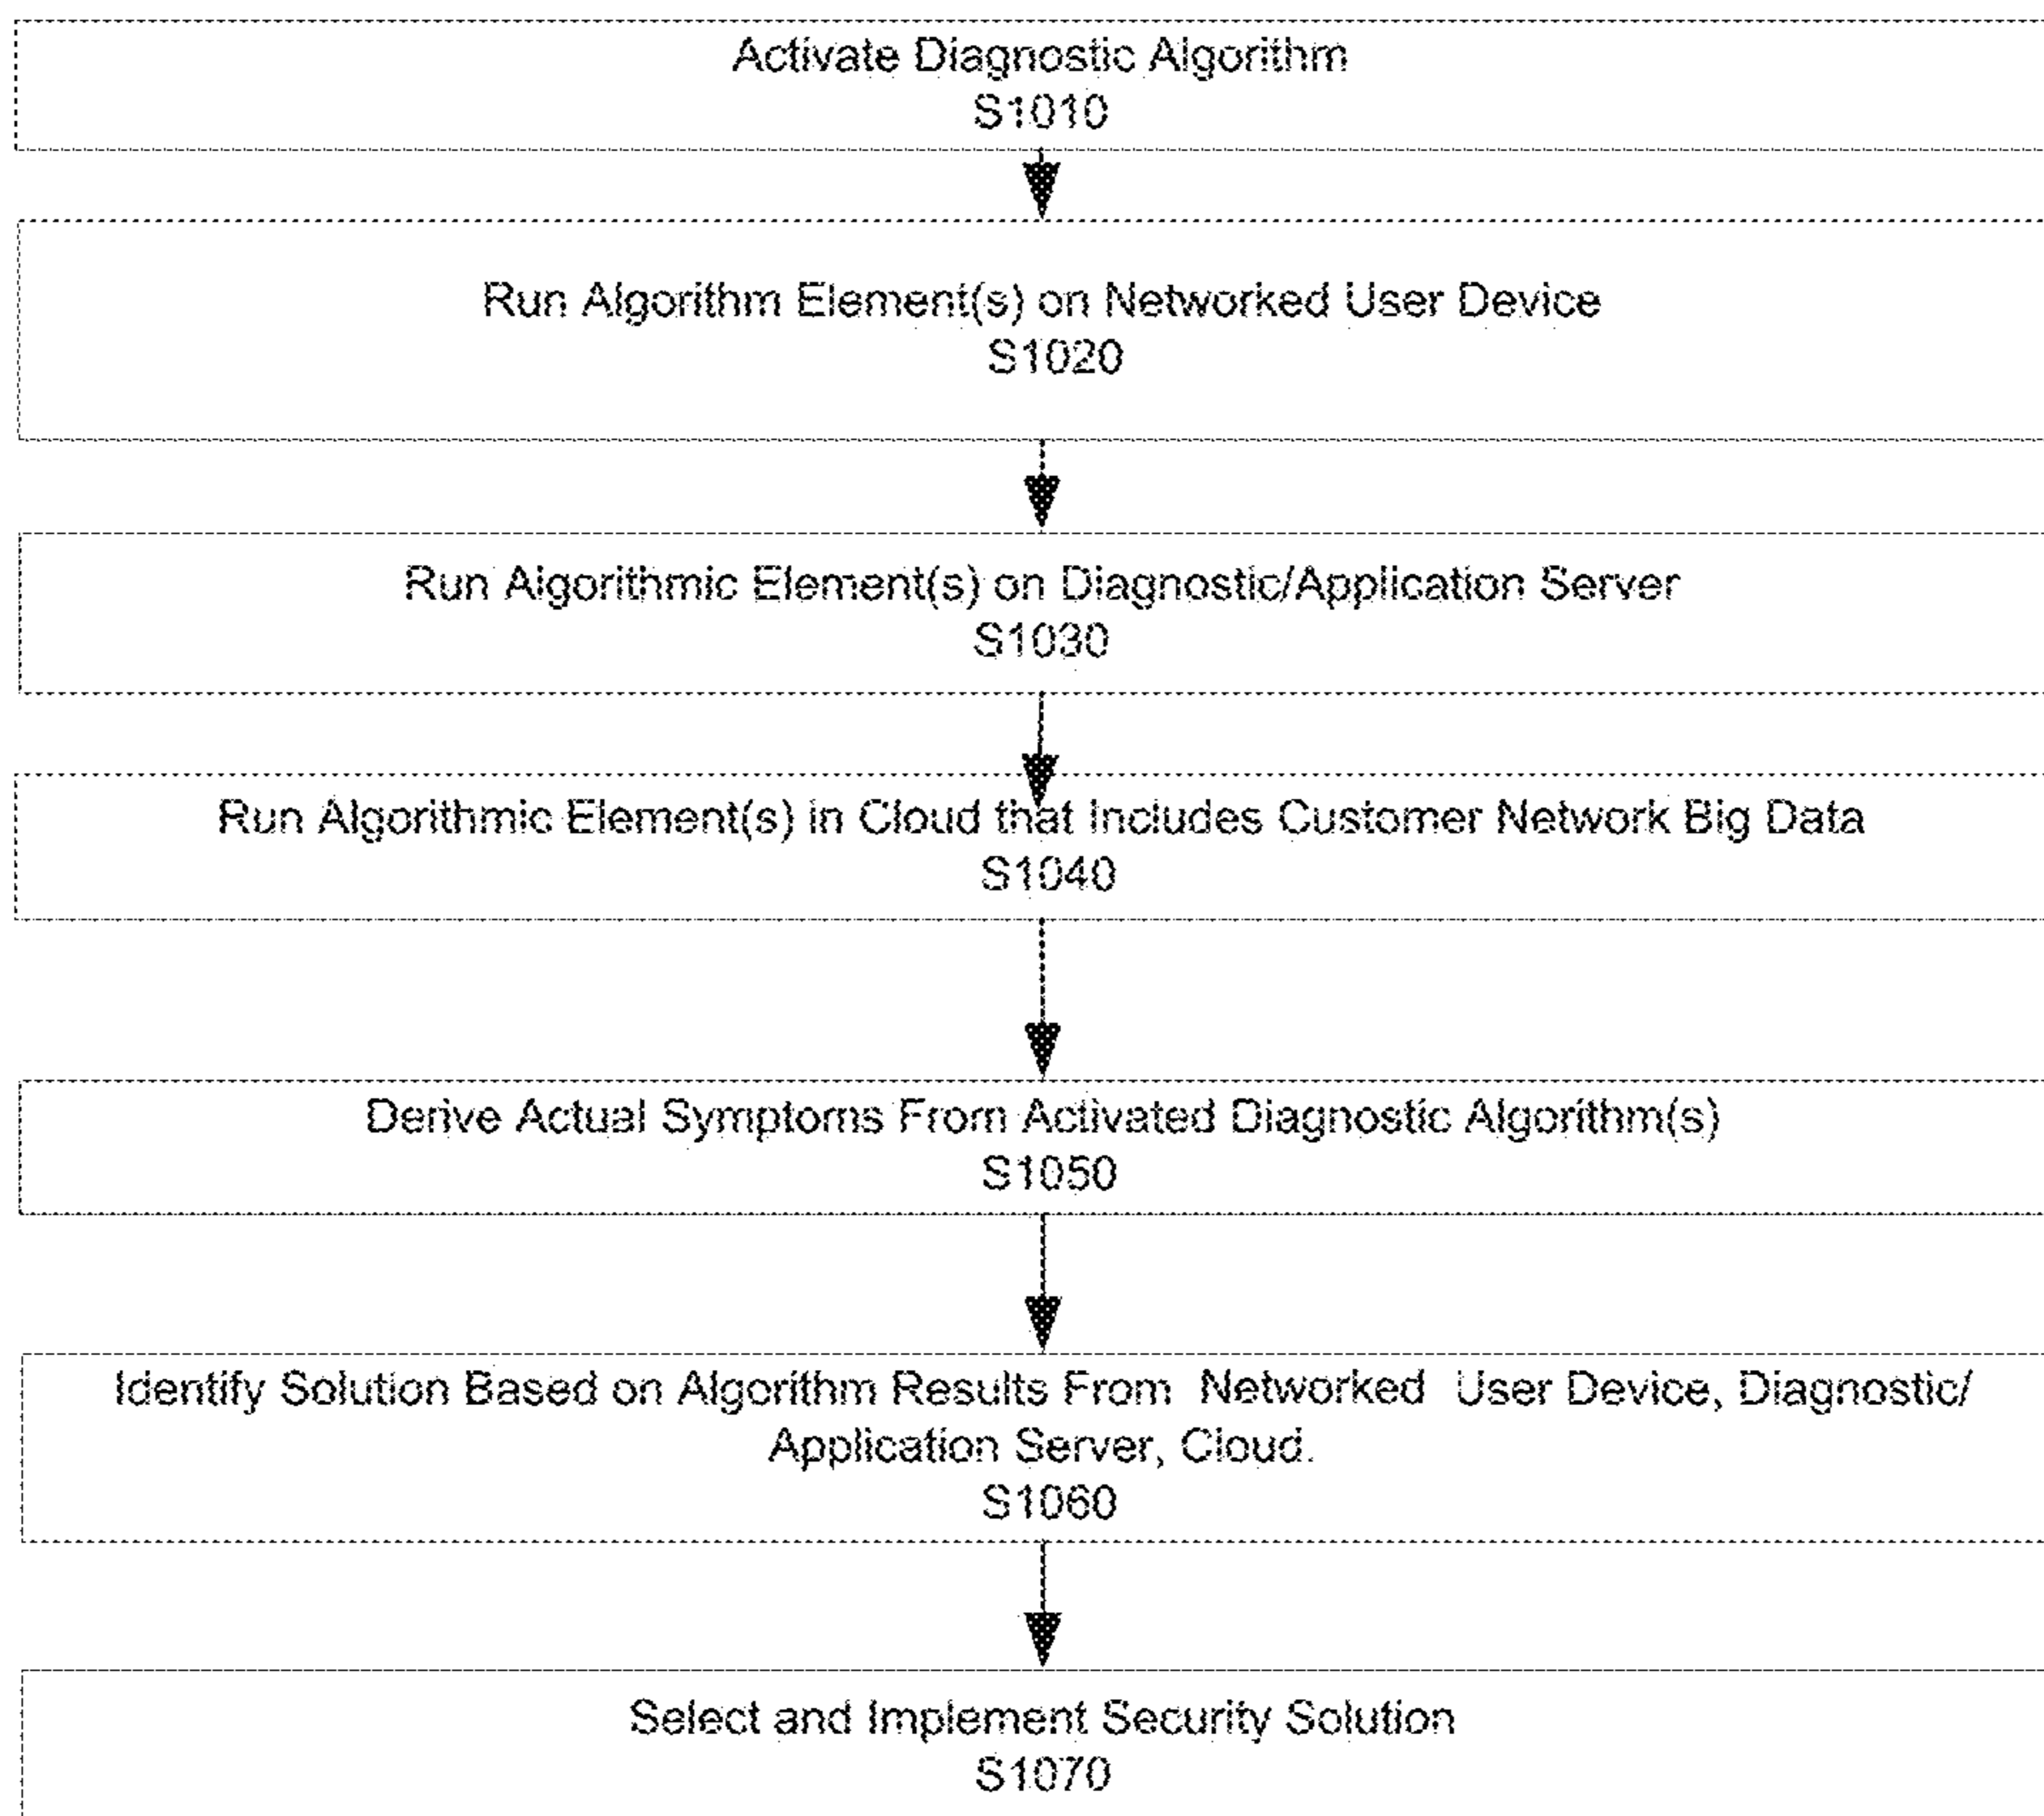 Activate Diagnostic Algorithm
S1010
Run Algorithm Element(s) on Networked User Device
S1020
Run Algorithmic Element(s) on Diagnostic/Application Server
S1030
Run Algorithmic Element(s) in Cloud that Includes Customer Network Big Data
S1040
Derive Actual Symptoms From Activated Diagnostic Algorithm(s)
S1050
Identify Solution Based on Algorithm Results From Networked User Device, Diagnostic/
Application Server, Cloud.
S1060
Select and Implement Security Solution
S1070